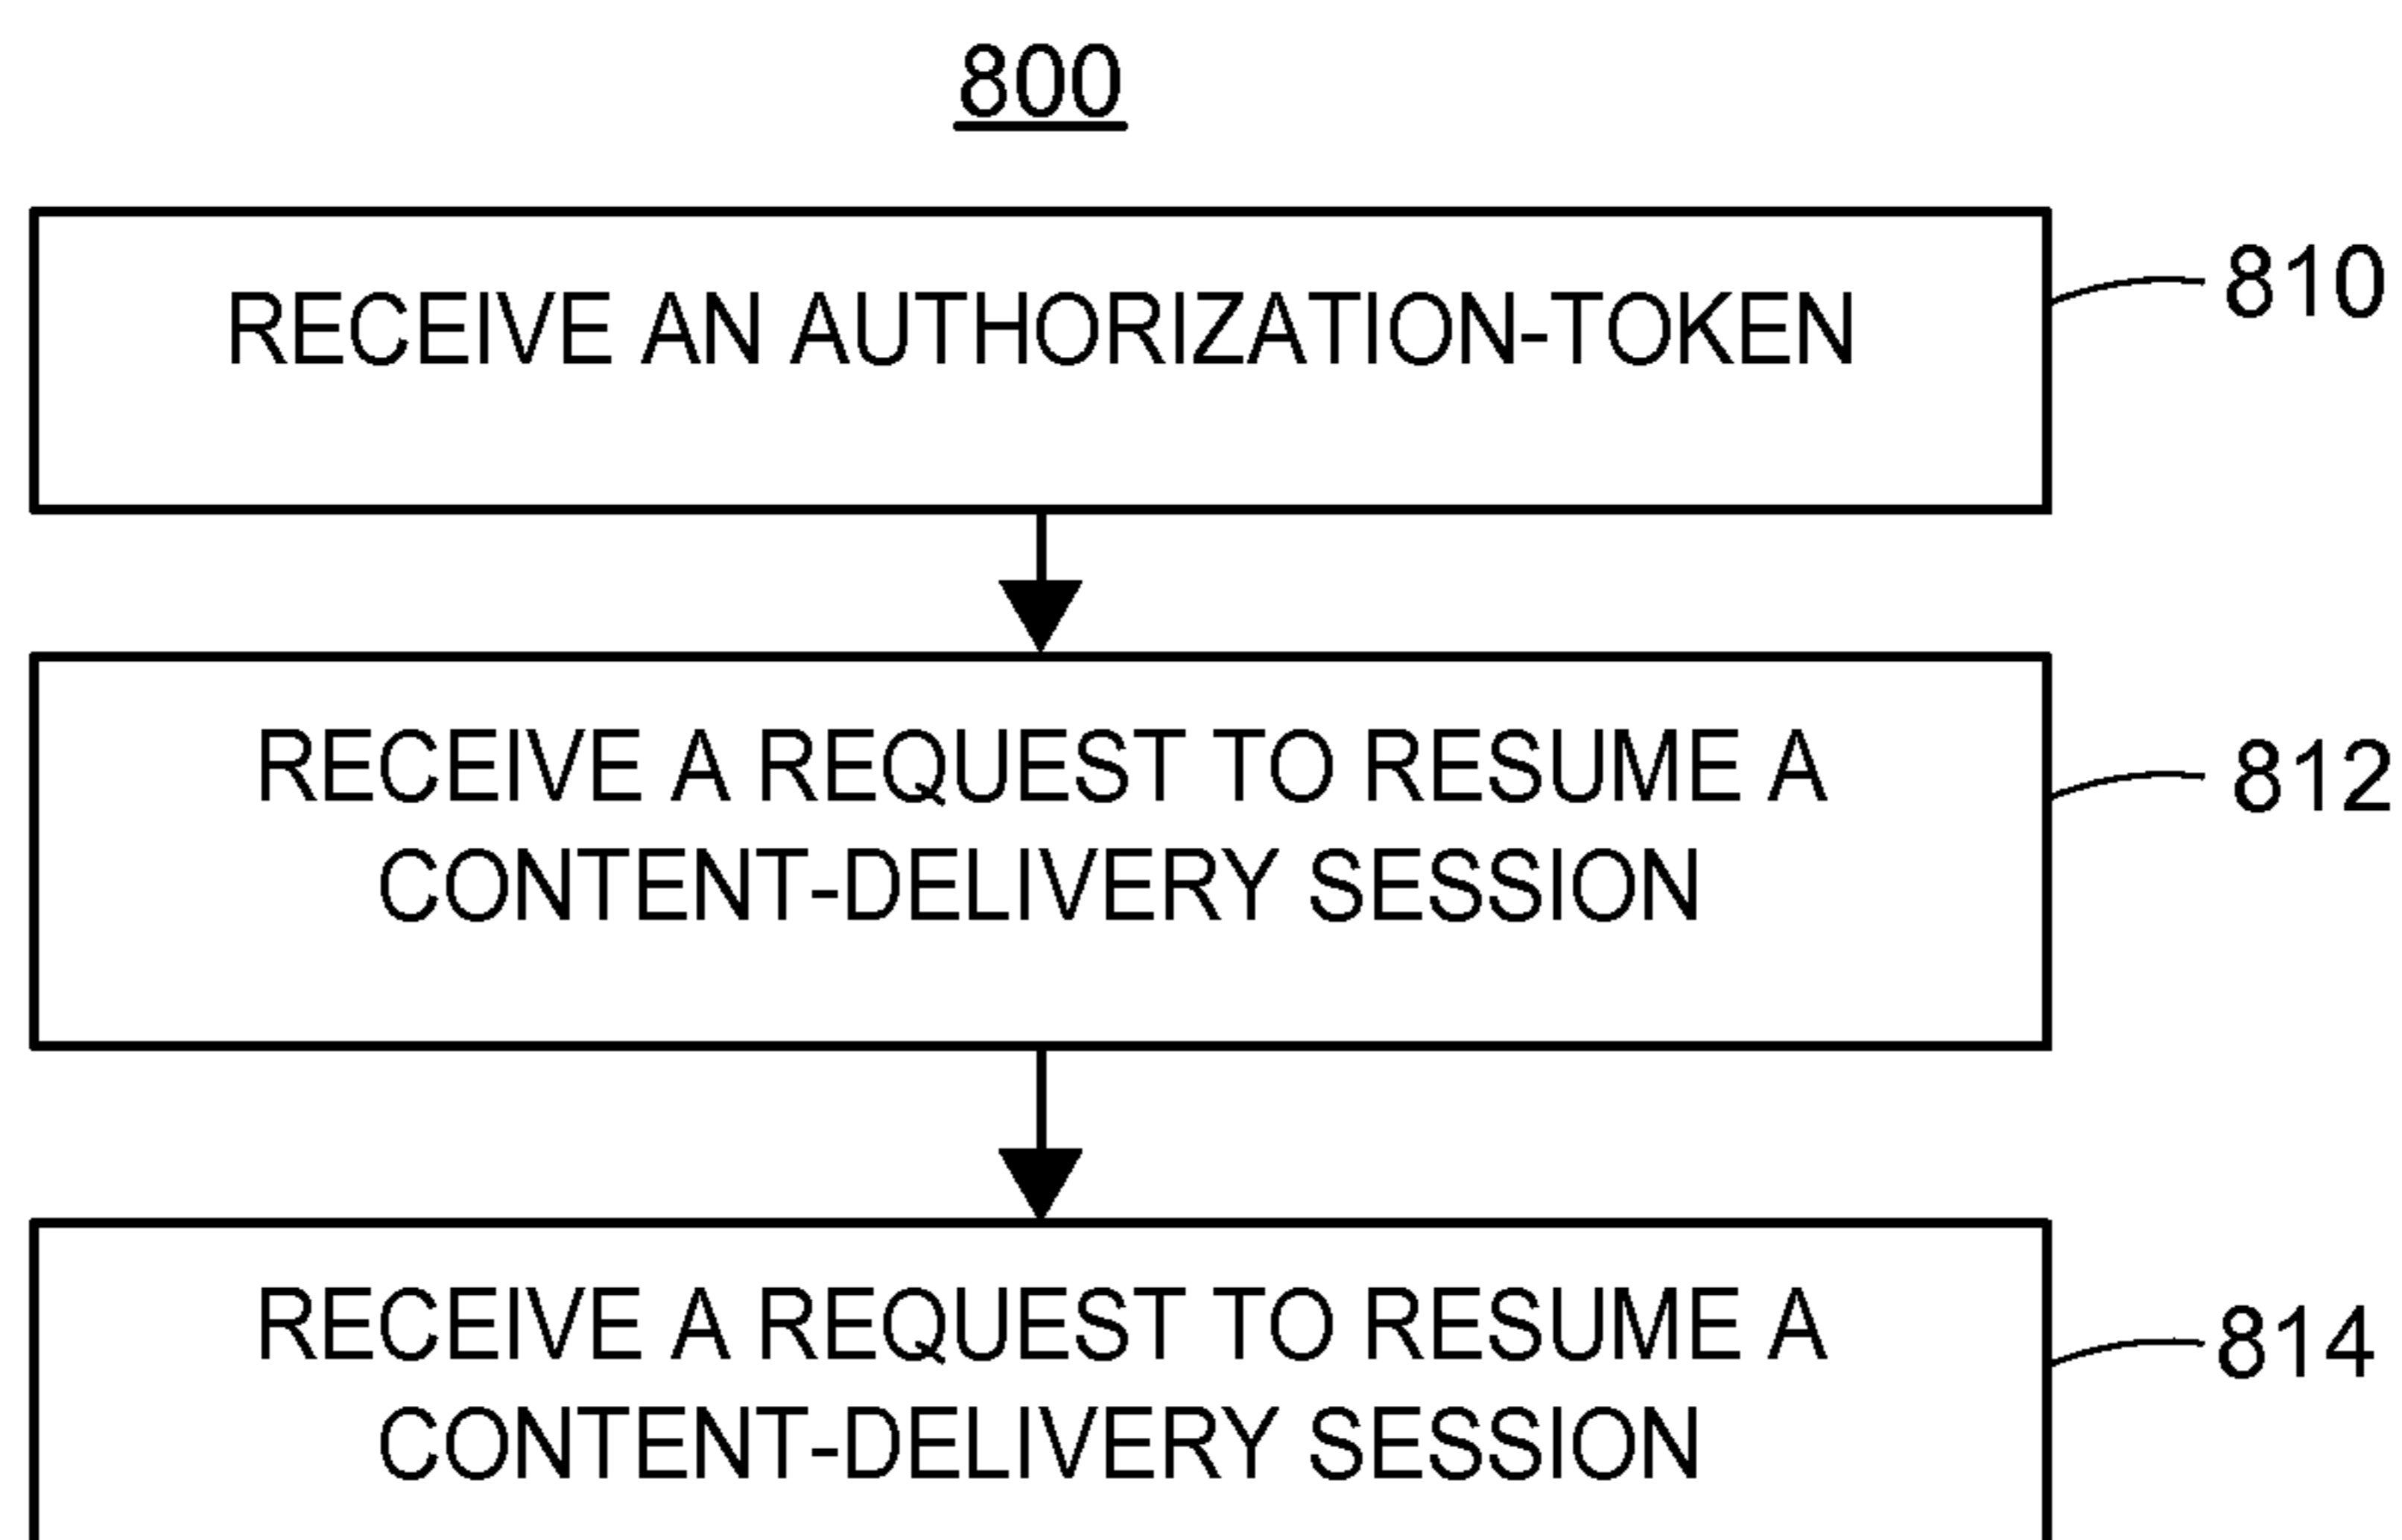 800
RECEIVE AN AUTHORIZATION-TOKEN
810
RECEIVE A REQUEST TO RESUME A
CONTENT-DELIVERY SESSION
812
RECEIVE A REQUEST TO RESUME A
CONTENT-DELIVERY SESSION
814